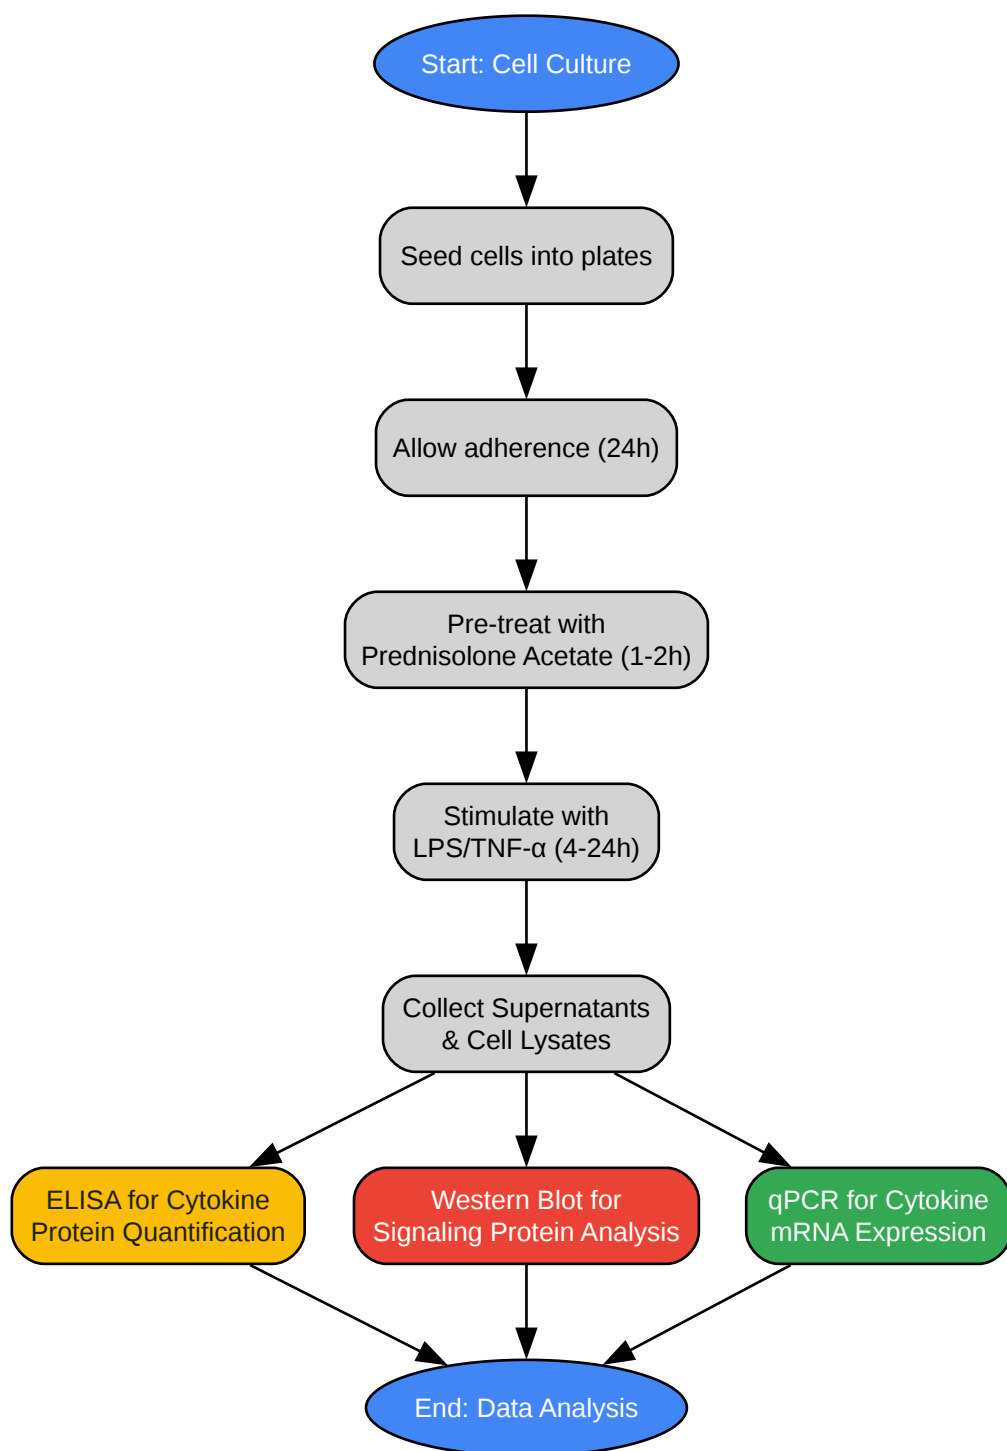 Start: Cell Culture
Seed cells into plates
Allow adherence (24h)
Pre-treat with
Prednisolone Acetate (1-2h)
Stimulate with
LPS/TNF-α (4-24h)
Collect Supernatants
& Cell Lysates
ELISA for Cytokine
Protein Quantification
Western Blot for
Signaling Protein Analysis
qPCR for Cytokine
mRNA Expression
End: Data Analysis